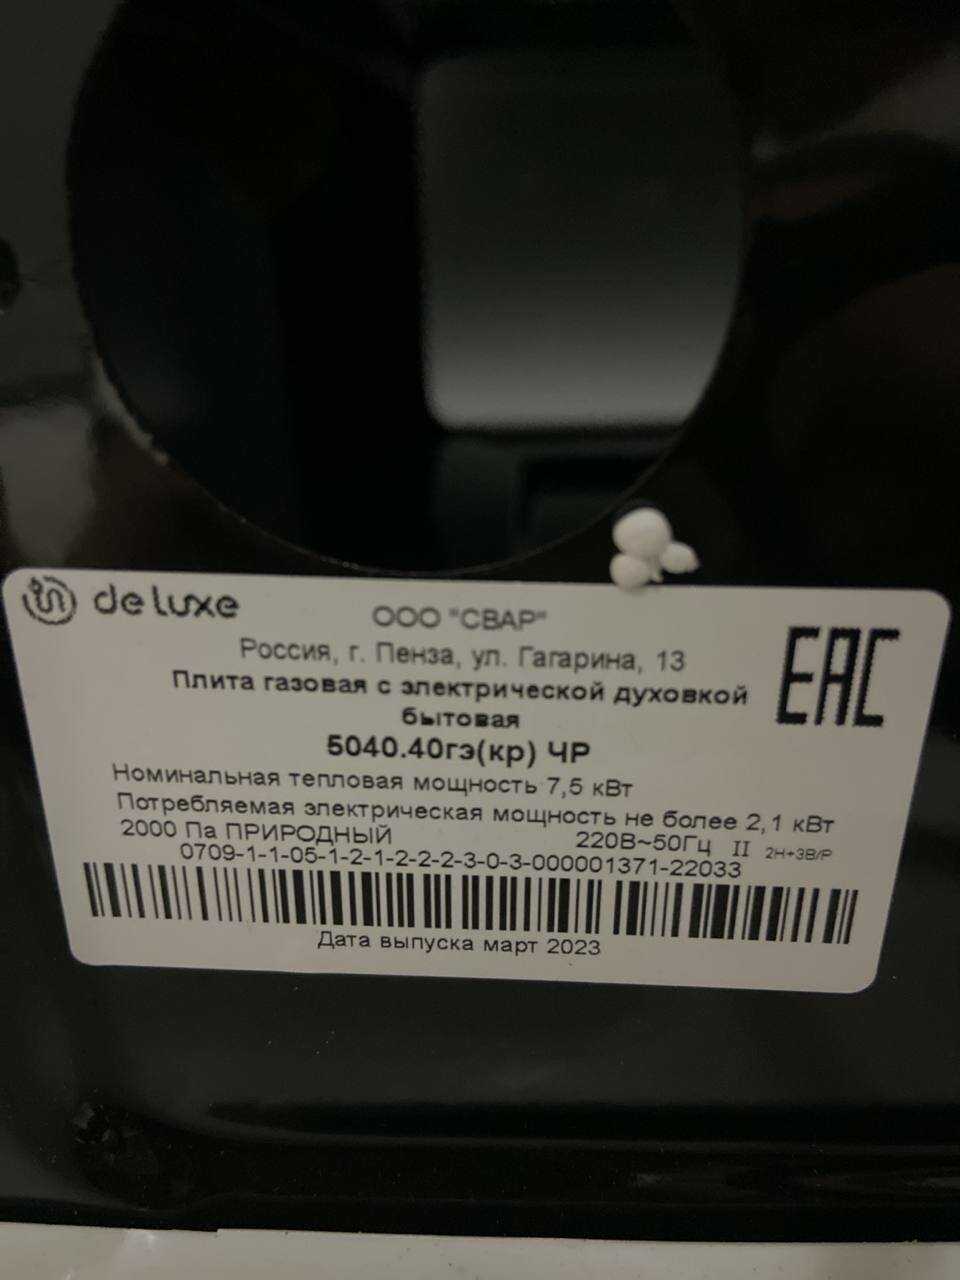 de luxe
ООО "СВАР"
Россия, г. Пенза, ул. Гагарина, 13
EAC
Плита газовая с электрической духовкой
бытовая
5040.40гэ(кр) ЧР
Номинальная тепловая мощность 7,5 кВт
Потребляемая электрическая мощность не более 2,1 кВт
2000 Па ПРИРОДНЫЙ 220В~50Гц II 2Н+3В/Р
0709-1-1-05-1-2-1-2-2-2-3-0-3-000001371-22033
Дата выпуска март 2023